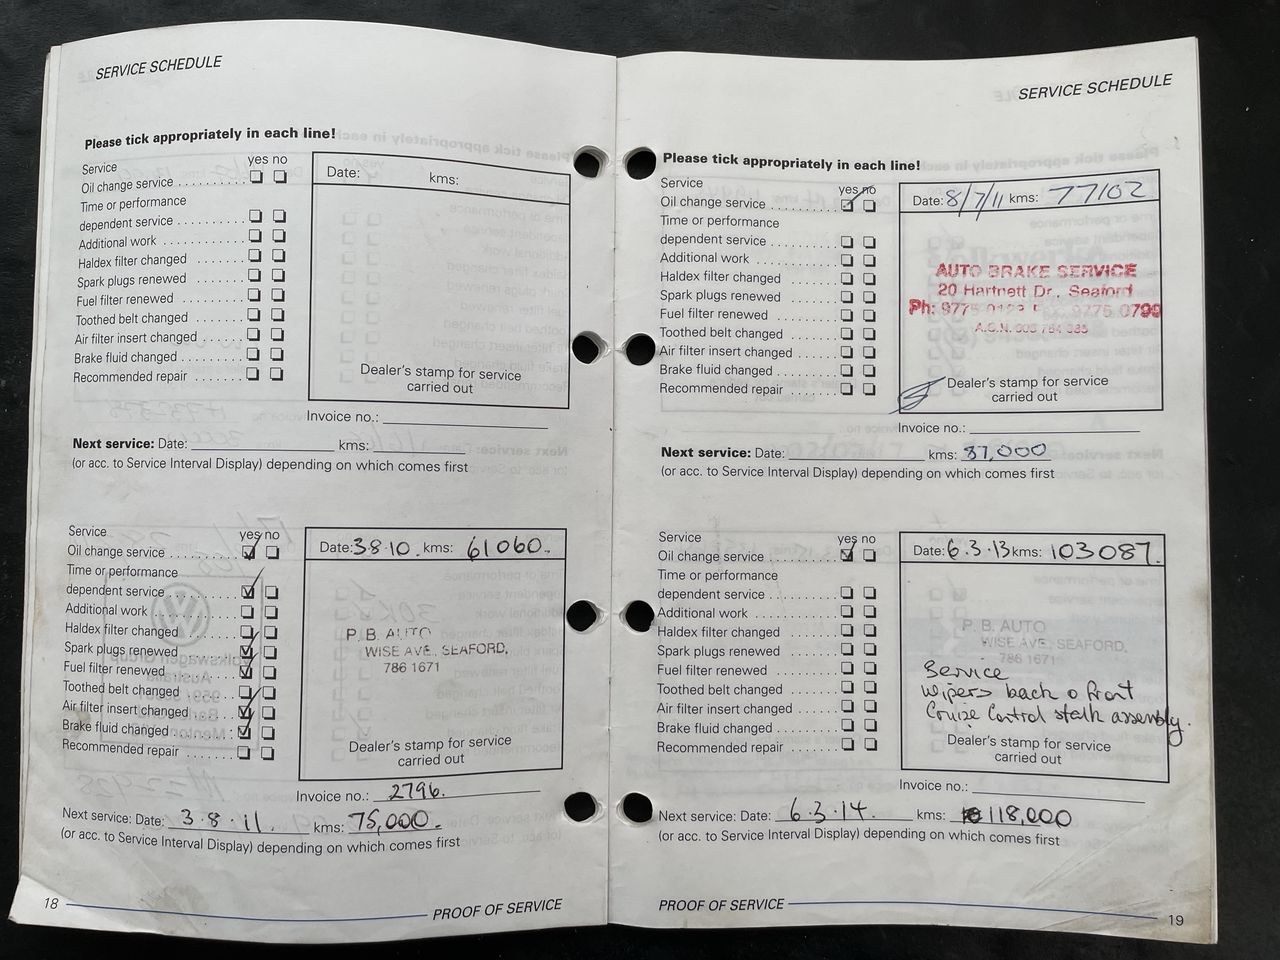 SERVICE SCHEDULE
Please tick appropriately in each line!
Service yes no
Oil change service ..........
Time or performance
dependent service ............
Additional work ..............
Haldex filter changed ........
Spark plugs renewed ..........
Fuel filter renewed ...........
Toothed belt changed ........
Air filter insert changed ......
Brake fluid changed ..........
Recommended repair .......
Date: kms:
Dealer's stamp for service
carried out
Invoice no.:
Next service: Date: kms:
(or acc. to Service Interval Display) depending on which comes first
Service yes no
Oil change service ..........
Time or performance
dependent service ............
Additional work ..............
Haldex filter changed ........
Spark plugs renewed ..........
Fuel filter renewed ...........
Toothed belt changed ........
Air filter insert changed ......
Brake fluid changed ..........
Recommended repair .......
Date: 3.8.10. kms: 61060.
P. B. AUTO
WISE AVE, SEAFORD,
786 1671
Dealer's stamp for service
carried out
Invoice no.: 2796.
Next service: Date: 3.8.11. kms: 75,000.
(or acc. to Service Interval Display) depending on which comes first
18
PROOF OF SERVICE
SERVICE SCHEDULE
Please tick appropriately in each line!
Service yes no
Oil change service ..........
Time or performance
dependent service ............
Additional work ..............
Haldex filter changed ........
Spark plugs renewed ..........
Fuel filter renewed ...........
Toothed belt changed ........
Air filter insert changed ......
Brake fluid changed ..........
Recommended repair .......
Date: 8/7/11 kms: 77102
AUTO BRAKE SERVICE
20 Hartnett Dr., Seaford
Ph: 9775 0799
A.C.N.
Dealer's stamp for service
carried out
Invoice no.:
Next service: Date: kms: 87,000
(or acc. to Service Interval Display) depending on which comes first
Service yes no
Oil change service ..........
Time or performance
dependent service ............
Additional work ..............
Haldex filter changed ........
Spark plugs renewed ..........
Fuel filter renewed ...........
Toothed belt changed ........
Air filter insert changed ......
Brake fluid changed ..........
Recommended repair .......
Date: 6.3.13 kms: 103087.
P. B. AUTO
WISE AVE, SEAFORD,
786 1671
Service
wipers back o front
Cruise Control stalk assembly.
Dealer's stamp for service
carried out
Invoice no.:
Next service: Date: 6.3.14. kms: 118,000
(or acc. to Service Interval Display) depending on which comes first
PROOF OF SERVICE
19